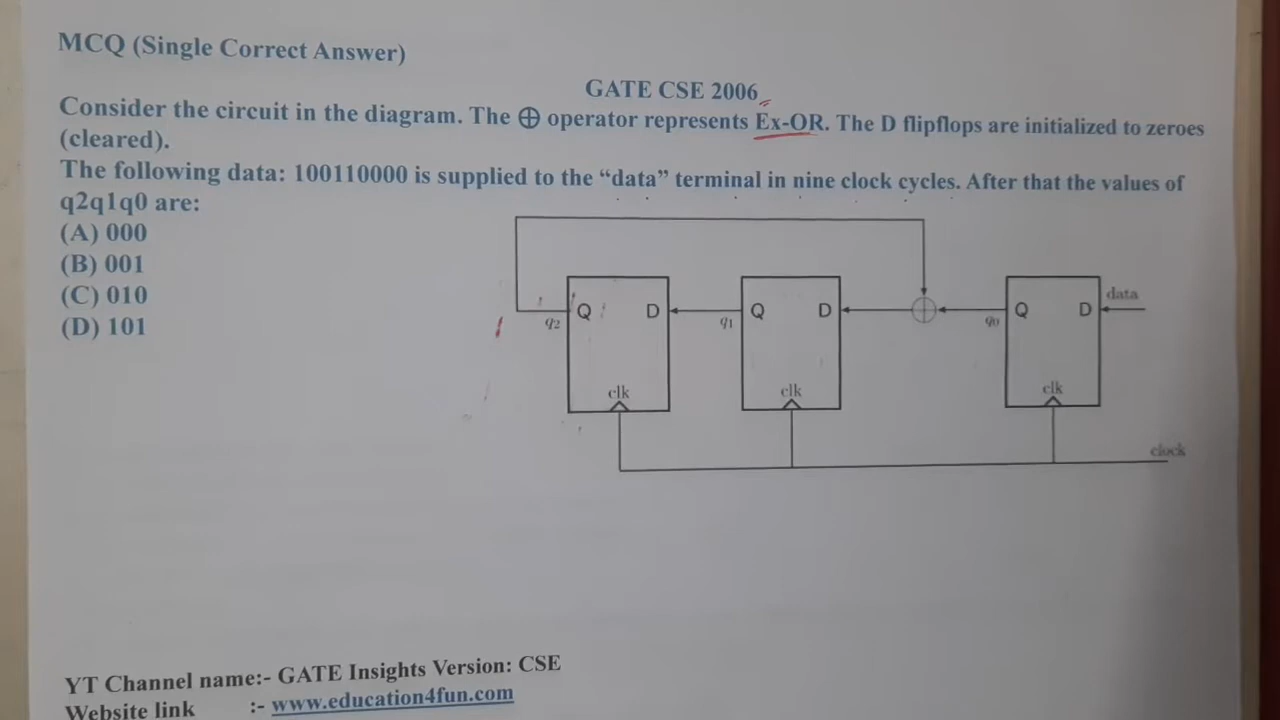 MCQ (Single Correct Answer)
GATE CSE 2006
Consider the circuit in the diagram. The ⊕ operator represents Ex-OR. The D flipflops are initialized to zeroes
(cleared).
The following data: 100110000 is supplied to the “data” terminal in nine clock cycles. After that the values of
q2q1q0 are:
(A) 000
(B) 001
(C) 010
(D) 101
data
Q D Q D Q D
q2 q1 q0
clk clk clk
clock
YT Channel name:- GATE Insights Version: CSE
Website link :- www.education4fun.com